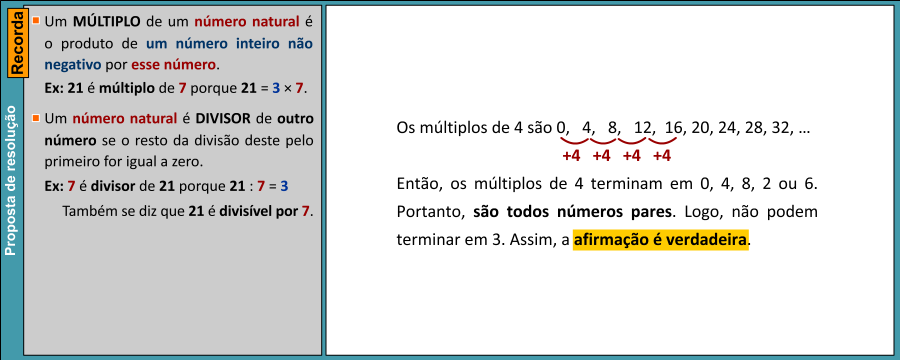 Recorda
Proposta de resolução
Um MÚLTIPLO de um número natural é
o produto de um número inteiro não
negativo por esse número.
Ex: 21 é múltiplo de 7 porque 21 = 3 × 7.
Um número natural é DIVISOR de outro
número se o resto da divisão deste pelo
primeiro for igual a zero.
Ex: 7 é divisor de 21 porque 21 : 7 = 3
Também se diz que 21 é divisível por 7.
Os múltiplos de 4 são 0, 4, 8, 12, 16, 20, 24, 28, 32, ...
+4 +4 +4 +4
Então, os múltiplos de 4 terminam em 0, 4, 8, 2 ou 6.
Portanto, são todos números pares. Logo, não podem
terminar em 3. Assim, a afirmação é verdadeira.